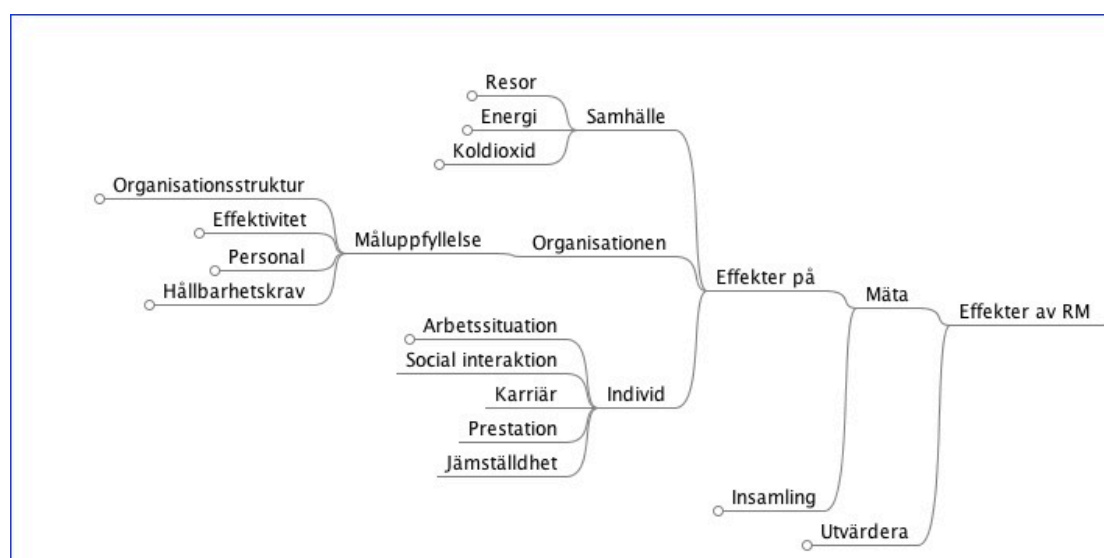 Resor
Energi
Samhälle
Koldioxid
Organisationsstruktur
Effektivitet
Måluppfyllelse
Organisationen
Personal
Hållbarhetskrav
Effekter på
Mäta
Effekter av RM
Arbetssituation
Social interaktion
Karriär
Individ
Prestation
Jämställdhet
Insamling
Utvärdera